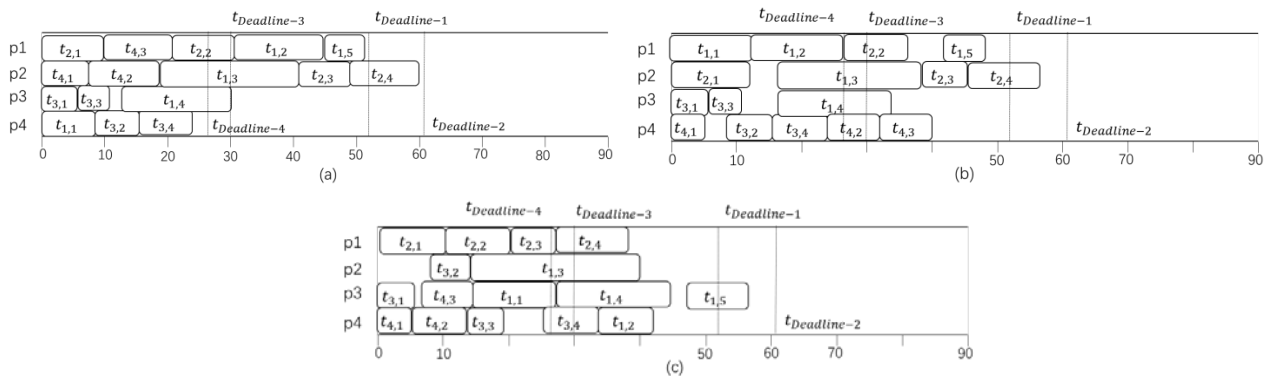 t_{Deadline−3} t_{Deadline−1}
p1 t_{2,1} t_{4,3} t_{2,2} t_{1,2} t_{1,5}
p2 t_{4,1} t_{4,2} t_{1,3} t_{2,3} t_{2,4}
p3 t_{3,1} t_{3,3} t_{1,4}
p4 t_{1,1} t_{3,2} t_{3,4} t_{Deadline−4} t_{Deadline−2}
0 10 20 30 40 50 60 70 80 90
(a)
t_{Deadline−4} t_{Deadline−3} t_{Deadline−1}
p1 t_{1,1} t_{1,2} t_{2,2} t_{1,5}
p2 t_{2,1} t_{1,3} t_{2,3} t_{2,4}
p3 t_{3,1} t_{3,3} t_{1,4}
p4 t_{4,1} t_{3,2} t_{3,4} t_{4,2} t_{4,3} t_{Deadline−2}
0 10 50 60 70 90
(b)
t_{Deadline−4} t_{Deadline−3} t_{Deadline−1}
p1 t_{2,1} t_{2,2} t_{2,3} t_{2,4}
p2 t_{3,2} t_{1,3}
p3 t_{3,1} t_{4,3} t_{1,1} t_{1,4} t_{1,5}
p4 t_{4,1} t_{4,2} t_{3,3} t_{3,4} t_{1,2} t_{Deadline−2}
0 10 50 60 70 90
(c)